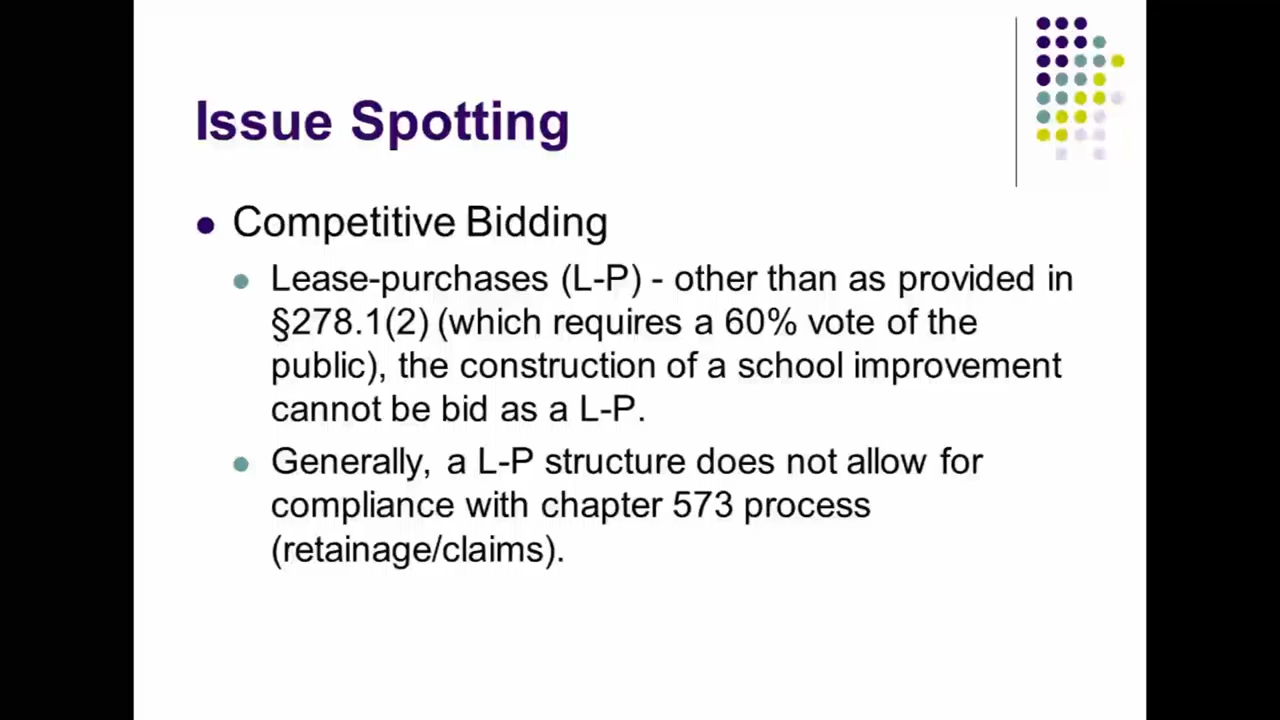 Issue Spotting
Competitive Bidding
Lease-purchases (L-P) - other than as provided in
§278.1(2) (which requires a 60% vote of the
public), the construction of a school improvement
cannot be bid as a L-P.
Generally, a L-P structure does not allow for
compliance with chapter 573 process
(retainage/claims).